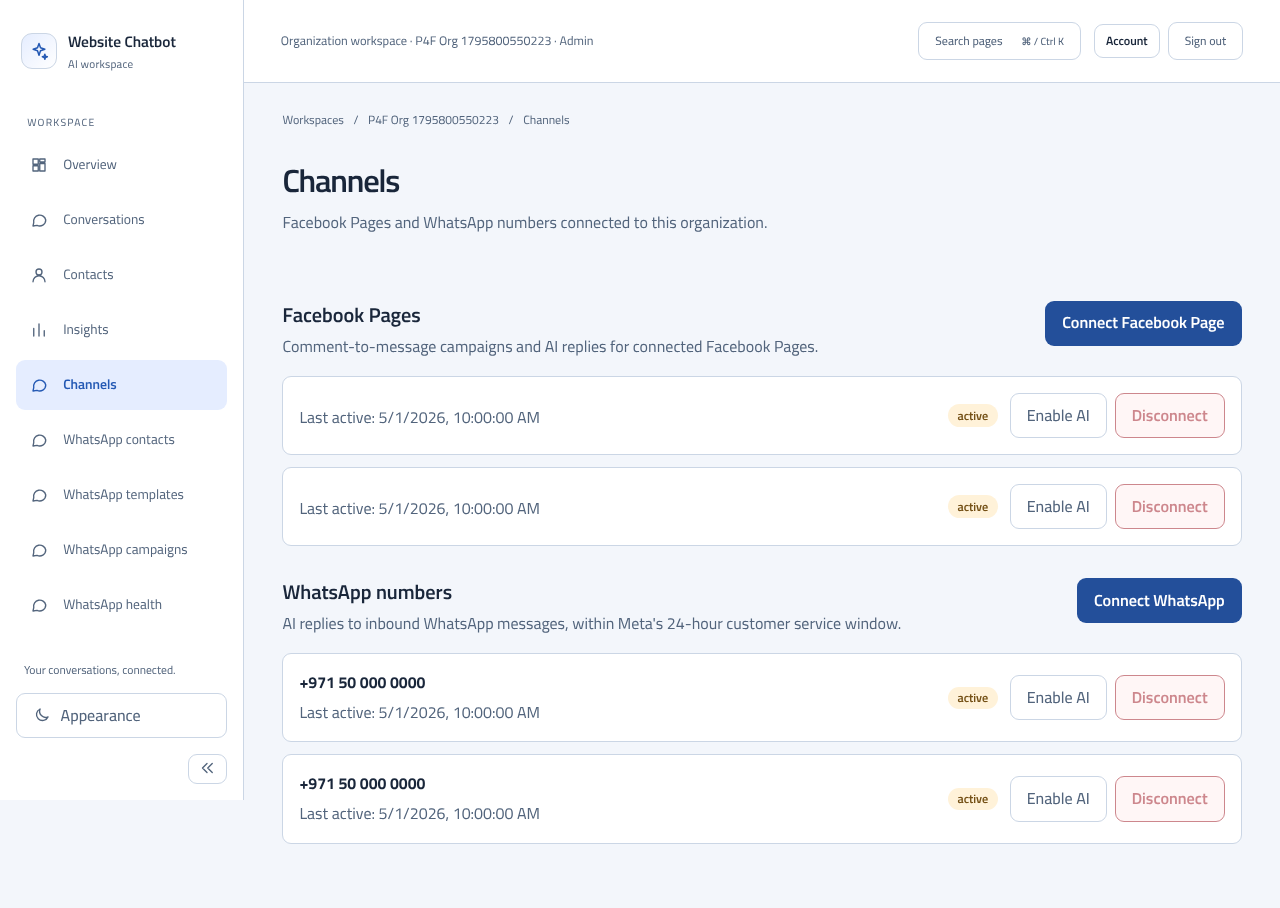 Website Chatbot
AI workspace
WORKSPACE
Overview
Conversations
Contacts
Insights
Channels
WhatsApp contacts
WhatsApp templates
WhatsApp campaigns
WhatsApp health
Your conversations, connected.
Appearance
Organization workspace · P4F Org 1795800550223 · Admin
Search pages ⌘ / Ctrl K
Account
Sign out
Workspaces / P4F Org 1795800550223 / Channels
Channels
Facebook Pages and WhatsApp numbers connected to this organization.
Facebook Pages
Comment-to-message campaigns and AI replies for connected Facebook Pages.
Connect Facebook Page
Last active: 5/1/2026, 10:00:00 AM
active
Enable AI
Disconnect
Last active: 5/1/2026, 10:00:00 AM
active
Enable AI
Disconnect
WhatsApp numbers
AI replies to inbound WhatsApp messages, within Meta's 24-hour customer service window.
Connect WhatsApp
+971 50 000 0000
Last active: 5/1/2026, 10:00:00 AM
active
Enable AI
Disconnect
+971 50 000 0000
Last active: 5/1/2026, 10:00:00 AM
active
Enable AI
Disconnect